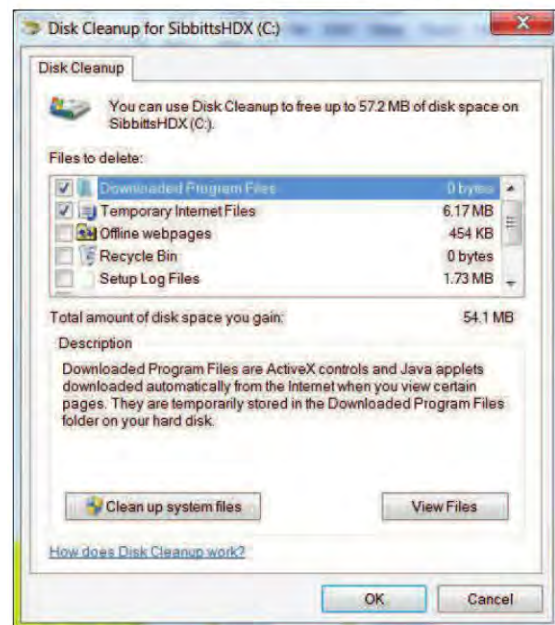 Disk Cleanup for SibbittsHDX (C:)
X
Disk Cleanup
You can use Disk Cleanup to free up to 57.2 MB of disk space on
SibbittsHDX (C:).
Files to delete:
Downloaded Program Files 0 bytes
Temporary Internet Files 6.17 MB
Offline webpages 454 KB
Recycle Bin 0 bytes
Setup Log Files 1.73 MB
Total amount of disk space you gain: 54.1 MB
Description
Downloaded Program Files are ActiveX controls and Java applets
downloaded automatically from the Internet when you view certain
pages. They are temporarily stored in the Downloaded Program Files
folder on your hard disk.
Clean up system files View Files
How does Disk Cleanup work?
OK Cancel